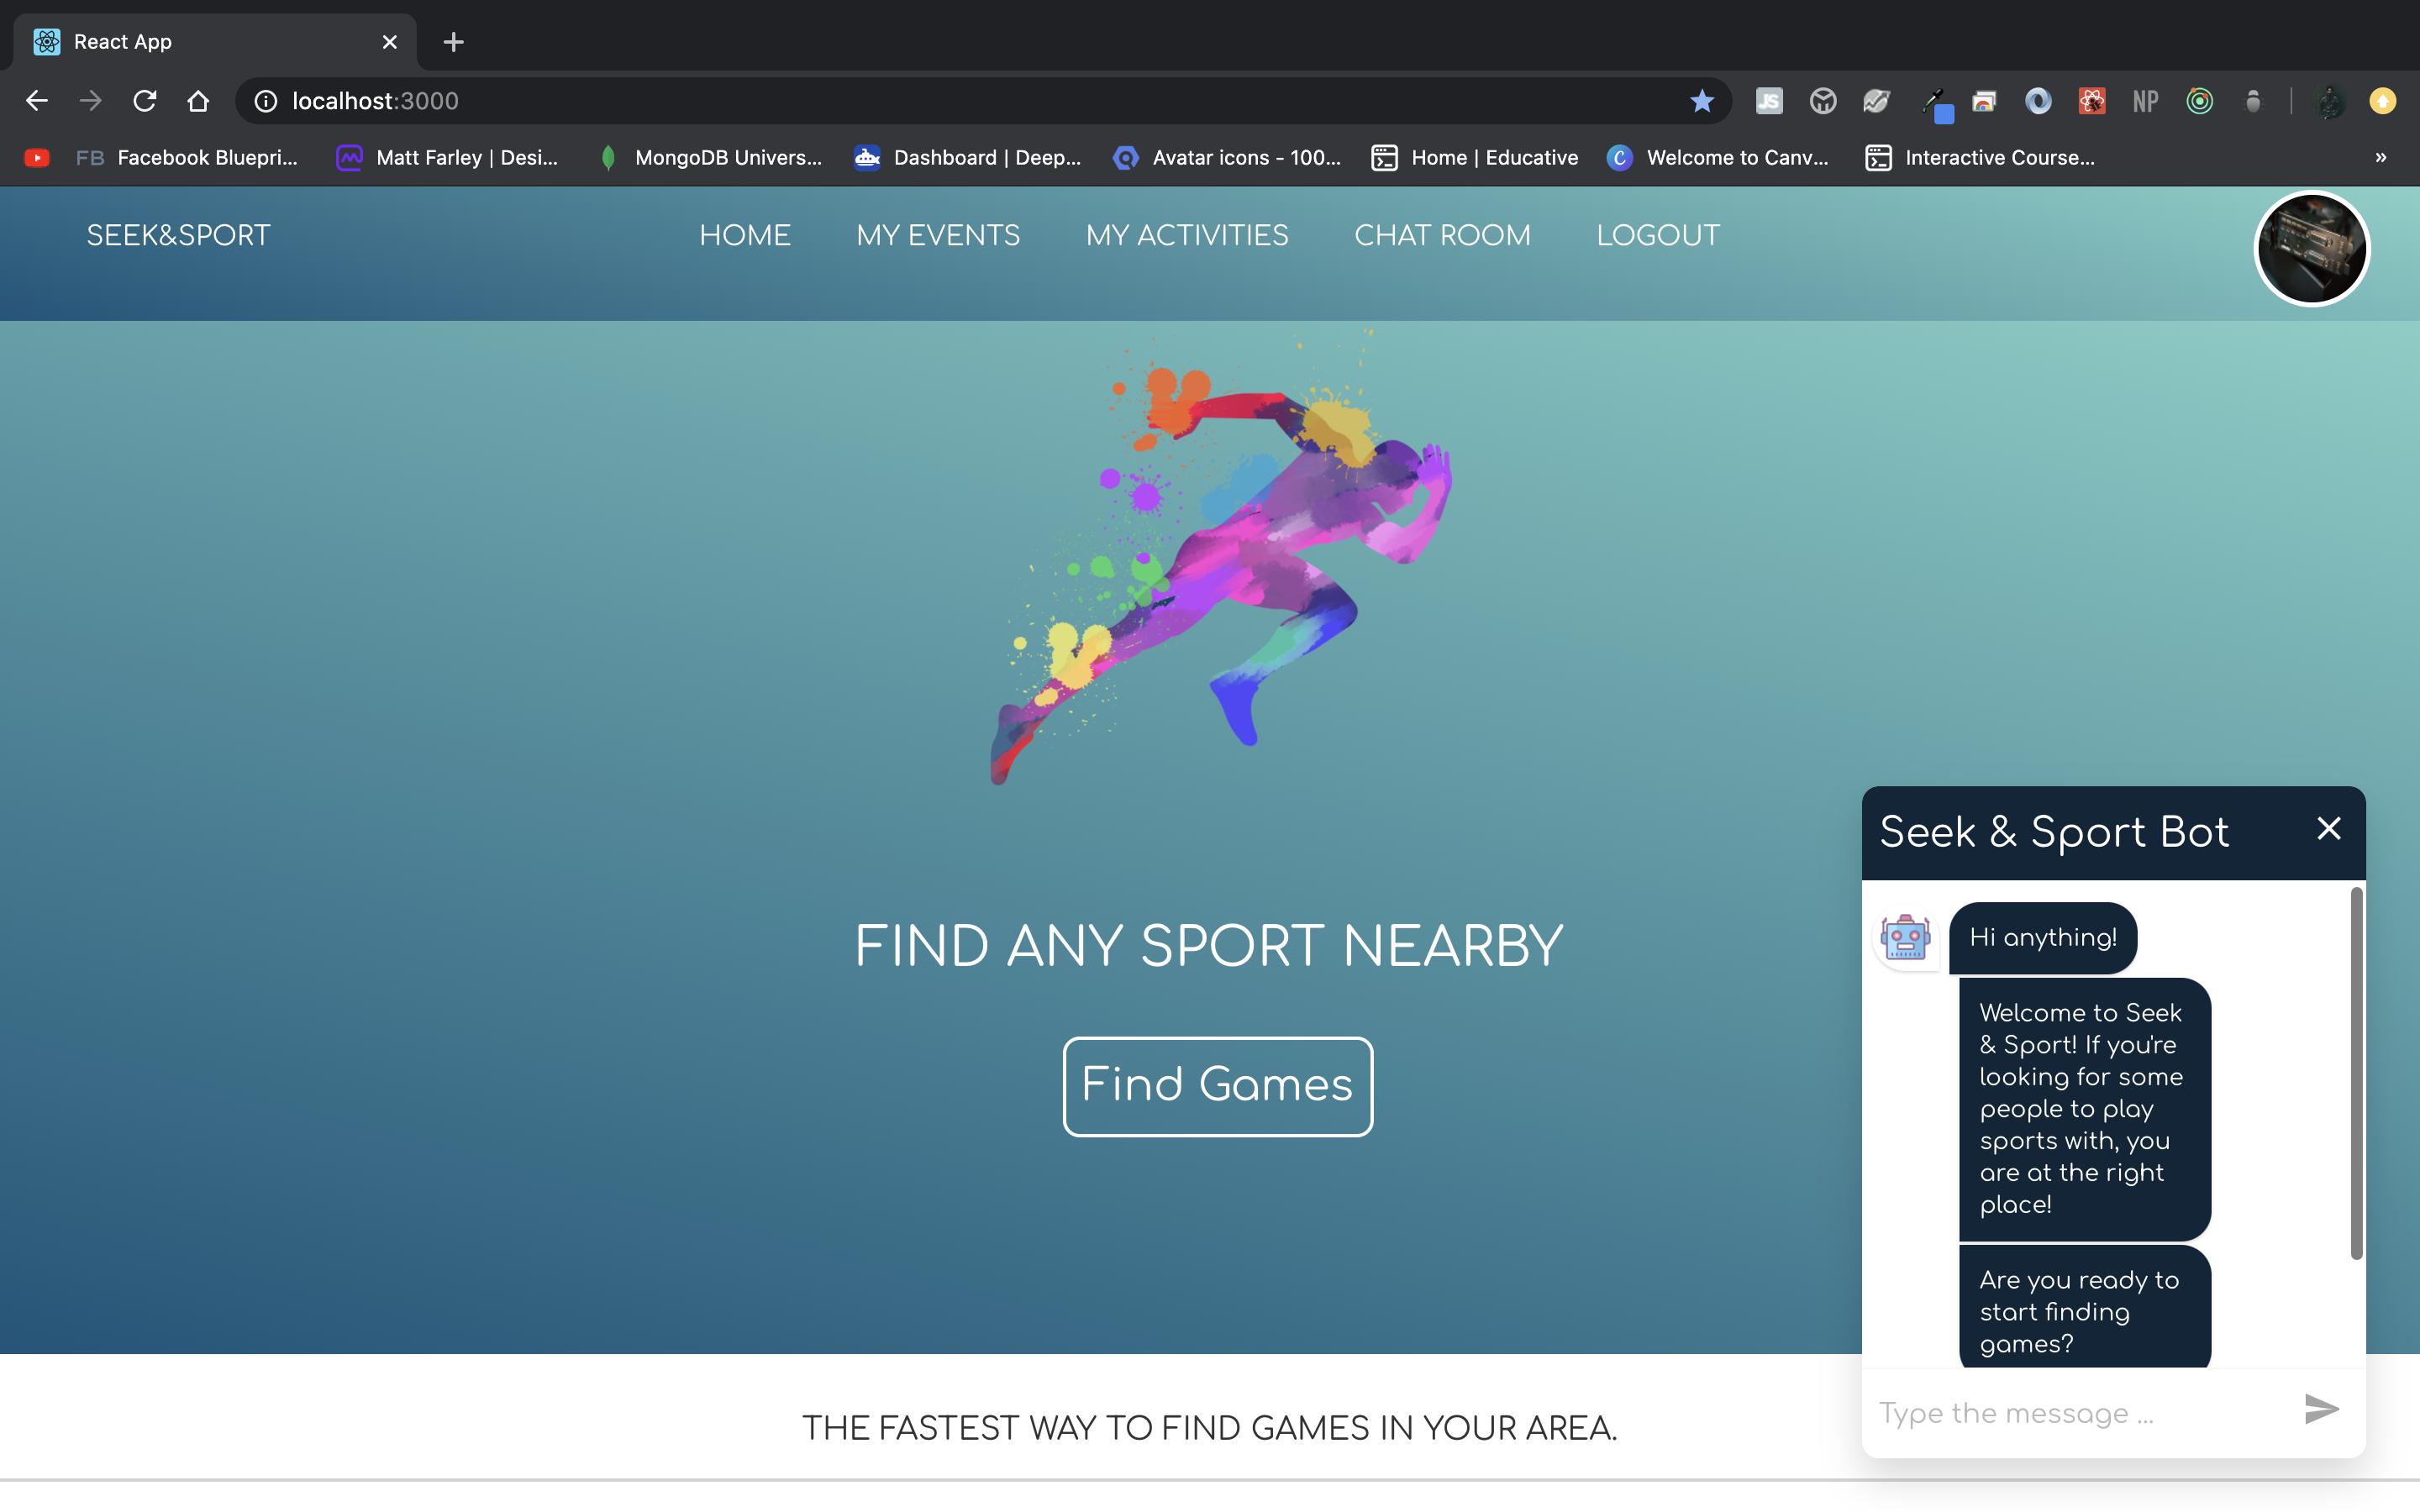 React App
localhost:3000
JS
NP
FB Facebook Bluepri...
Matt Farley | Desi...
MongoDB Univers...
Dashboard | Deep...
Avatar icons - 100...
Home | Educative
Welcome to Canv...
Interactive Course...
»
SEEK&SPORT
HOME
MY EVENTS
MY ACTIVITIES
CHAT ROOM
LOGOUT
FIND ANY SPORT NEARBY
Find Games
THE FASTEST WAY TO FIND GAMES IN YOUR AREA.
Seek & Sport Bot
Hi anything!
Welcome to Seek
& Sport! If you're
looking for some
people to play
sports with, you
are at the right
place!
Are you ready to
start finding
games?
Type the message ...